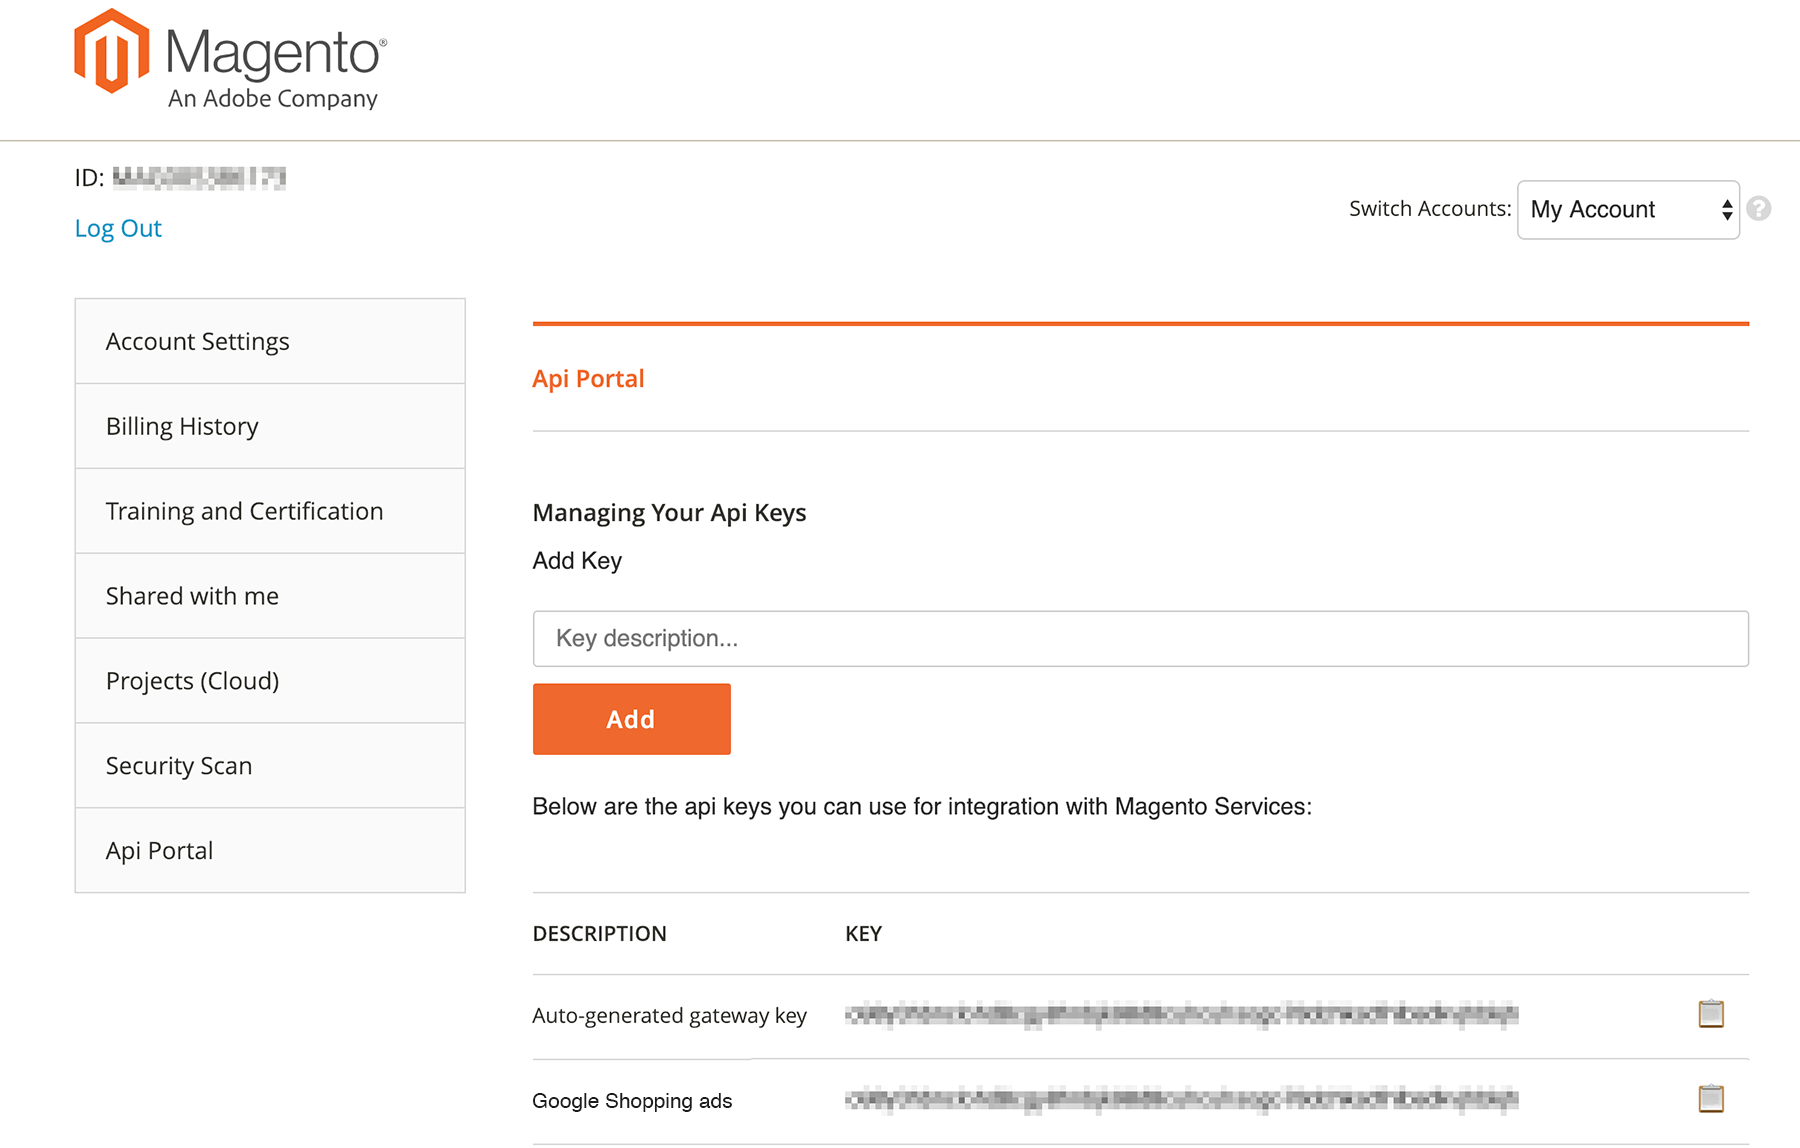 Magento®
An Adobe Company
ID:
Log Out
Switch Accounts: My Account ?
Account Settings
Billing History
Training and Certification
Shared with me
Projects (Cloud)
Security Scan
Api Portal
Api Portal
Managing Your Api Keys
Add Key
Key description...
Add
Below are the api keys you can use for integration with Magento Services:
DESCRIPTION KEY
Auto-generated gateway key
Google Shopping ads